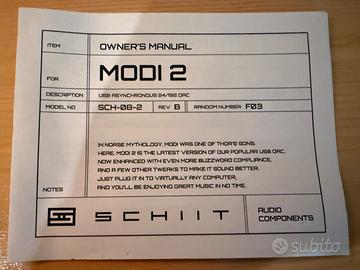 ITEM OWNER'S MANUAL
FOR MODI 2
DESCRIPTION USB ASYNCHRONOUS 24/192 DAC
MODEL NO SCH-08-2 REV B RANDOM NUMBER F03
IN NORSE MYTHOLOGY, MODI WAS ONE OF THOR'S SONS.
HERE, MODI 2 IS THE LATEST VERSION OF OUR POPULAR USB DAC,
NOW ENHANCED WITH EVEN MORE BUZZWORD COMPLIANCE,
AND A FEW OTHER TWEAKS TO MAKE IT SOUND BETTER.
JUST PLUG IT IN TO VIRTUALLY ANY COMPUTER,
AND YOU'LL BE ENJOYING GREAT MUSIC IN NO TIME.
NOTES
SCHIIT
AUDIO
COMPONENTS
subito